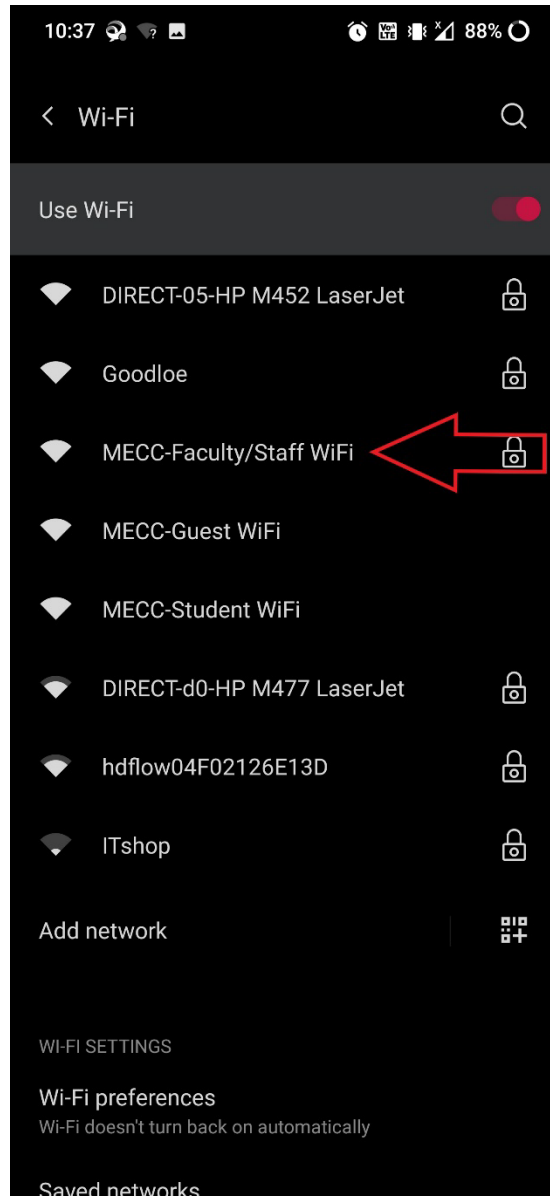 10:37 ? Vo) LTE x 88%
Wi-Fi
Use Wi-Fi
DIRECT-05-HP M452 LaserJet
Goodloe
MECC-Faculty/Staff WiFi
MECC-Guest WiFi
MECC-Student WiFi
DIRECT-d0-HP M477 LaserJet
hdflow04F02126E13D
ITshop
Add network
WI-FI SETTINGS
Wi-Fi preferences
Wi-Fi doesn't turn back on automatically
Saved networks